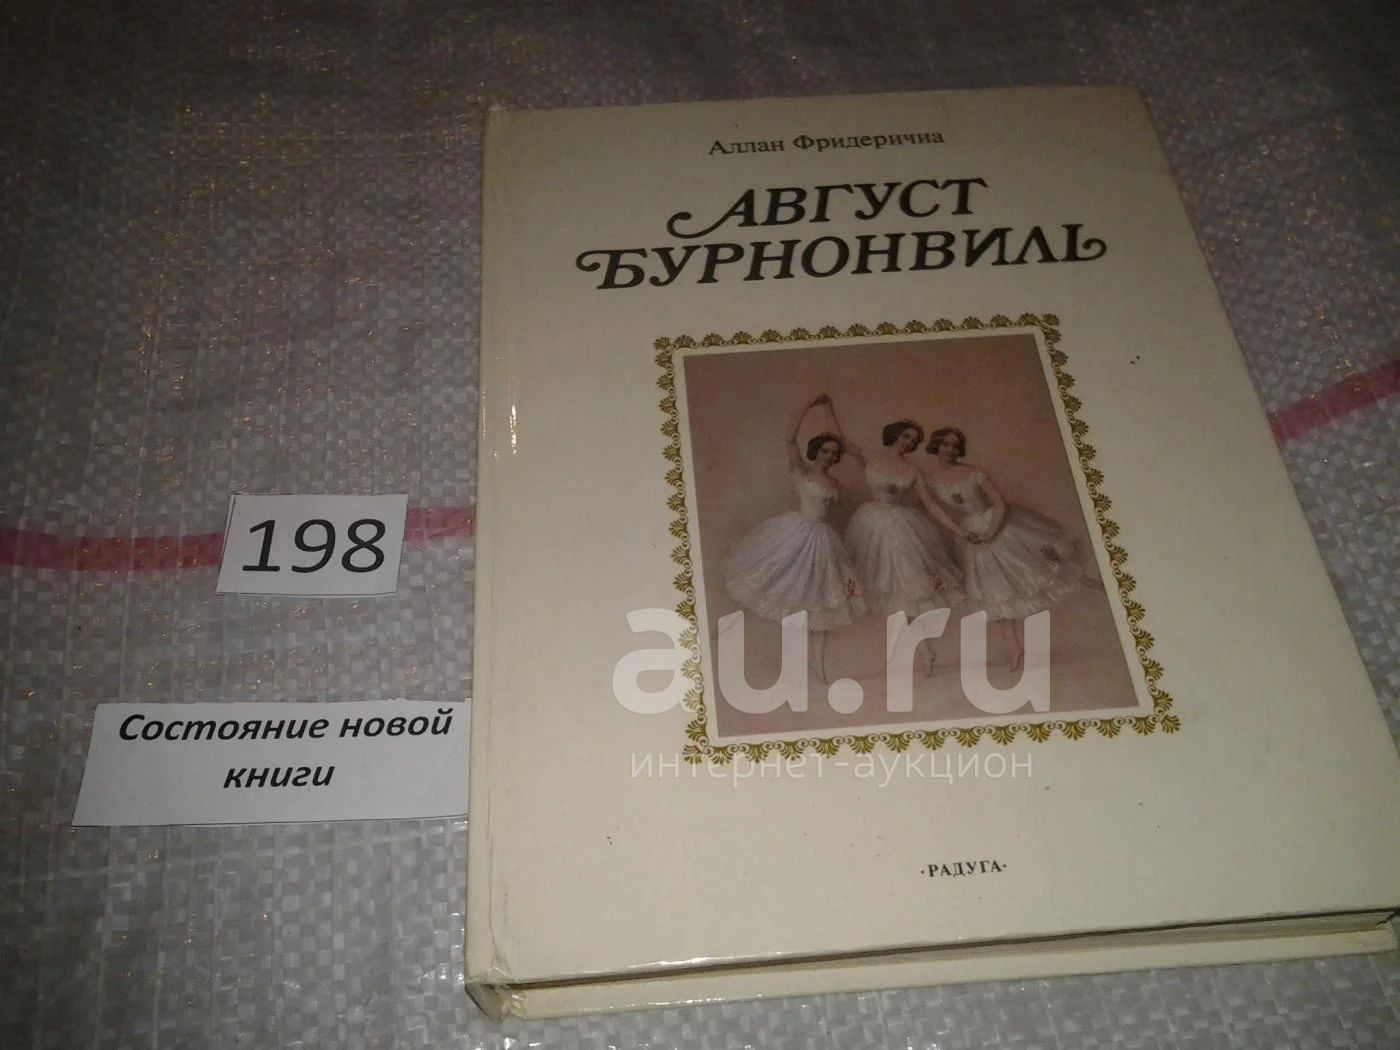 Аллан Фридеричиа
АВГУСТ
БУРНОНВИЛЬ
198
Состояние новой
книги
au.ru
интернет-аукцион
·РАДУГА·